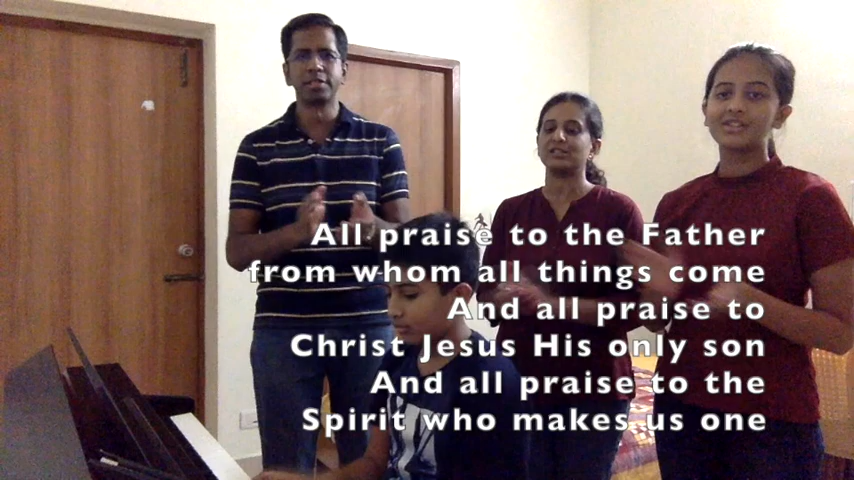 All praise to the Father
from whom all things come
And all praise to
Christ Jesus His only son
And all praise to the
Spirit who makes us one